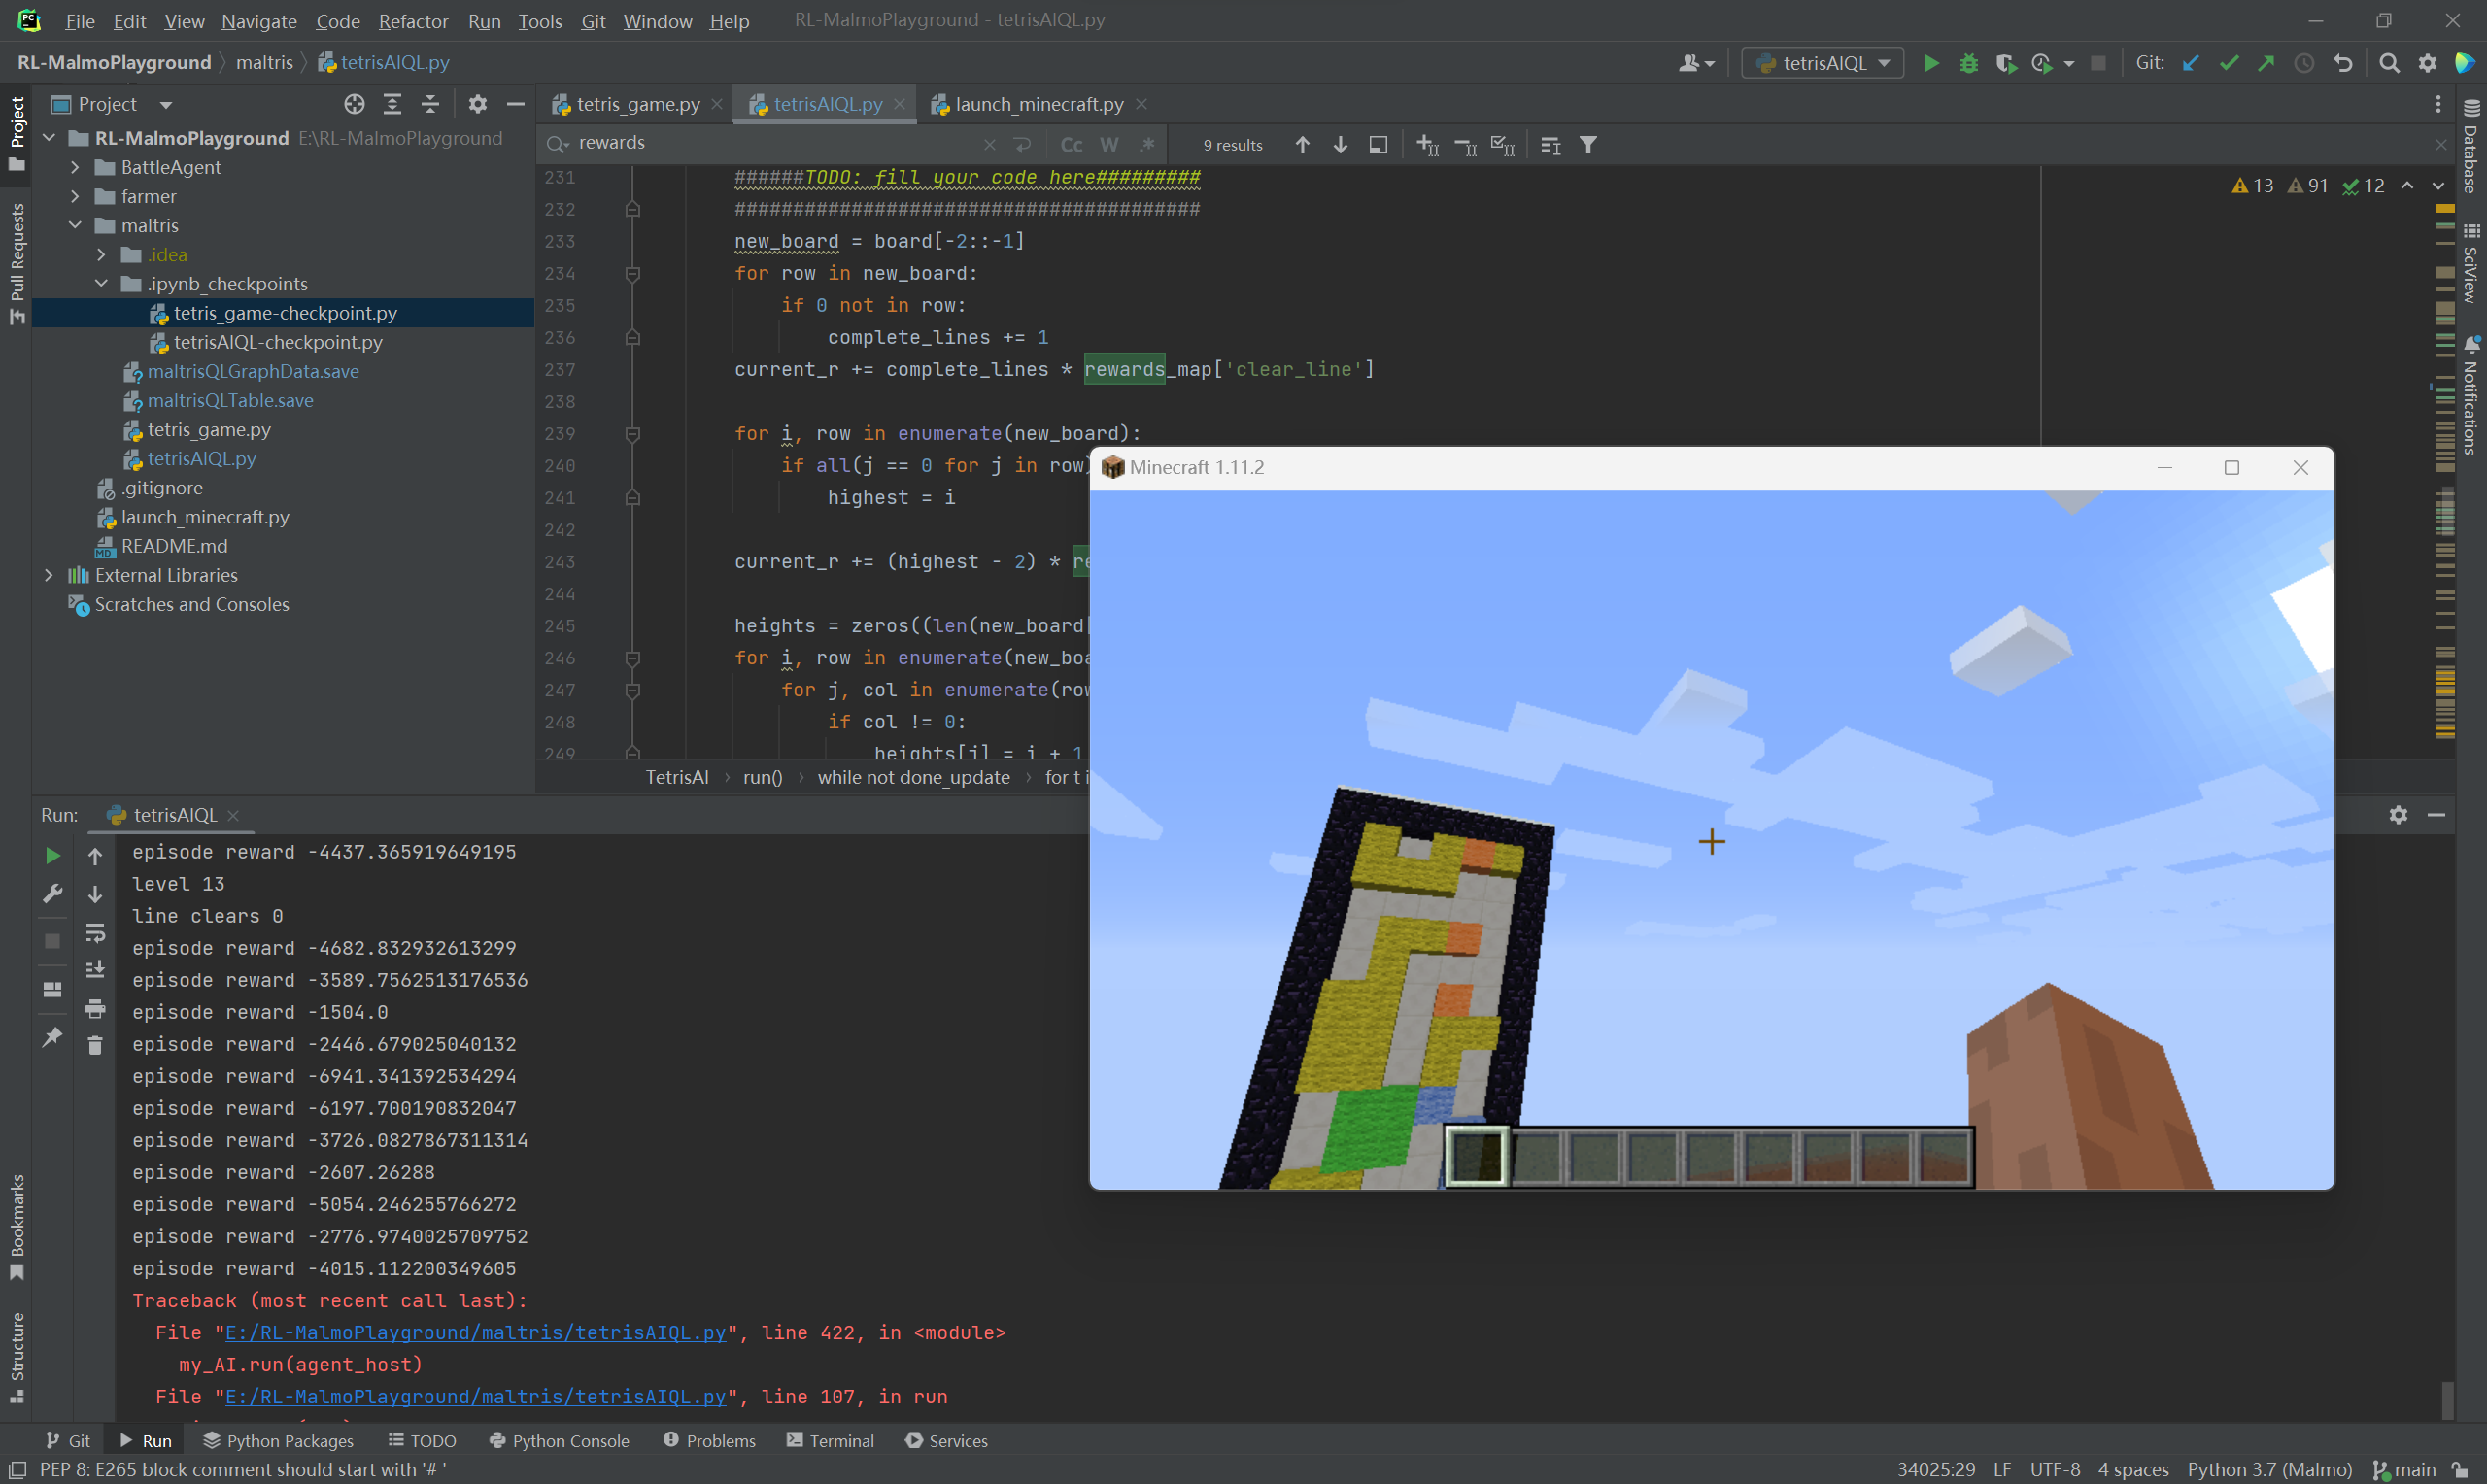 File Edit View Navigate Code Refactor Run Tools Git Window Help RL-MalmoPlayground - tetrisAIQL.py
RL-MalmoPlayground maltris tetrisAIQL.py tetrisAIQL Git:
Project
tetris_game.py tetrisAIQL.py launch_minecraft.py
RL-MalmoPlayground E:\RL-MalmoPlayground
BattleAgent
farmer
maltris
.idea
.ipynb_checkpoints
tetris_game-checkpoint.py
tetrisAIQL-checkpoint.py
maltrisQLGraphData.save
maltrisQLTable.save
tetris_game.py
tetrisAIQL.py
.gitignore
launch_minecraft.py
README.md
External Libraries
Scratches and Consoles
Project
Pull Requests
Bookmarks
Structure
rewards Cc W .* 9 results
13 91 12
231 ######TODO: fill your code here#########
232 ########################################
233 new_board = board[-2::-1]
234 for row in new_board:
235 if 0 not in row:
236 complete_lines += 1
237 current_r += complete_lines * rewards_map['clear_line']
238
239 for i, row in enumerate(new_board):
240 if all(j == 0 for j in row
241 highest = i
242
243 current_r += (highest - 2) * re
244
245 heights = zeros((len(new_board
246 for i, row in enumerate(new_boa
247 for j, col in enumerate(row
248 if col != 0:
249 heights[j] = i + 1
TetrisAI run() while not done_update for t i
Database
SciView
Notifications
Minecraft 1.11.2
Run: tetrisAIQL
episode reward -4437.365919649195
level 13
line clears 0
episode reward -4682.832932613299
episode reward -3589.7562513176536
episode reward -1504.0
episode reward -2446.679025040132
episode reward -6941.341392534294
episode reward -6197.700190832047
episode reward -3726.0827867311314
episode reward -2607.26288
episode reward -5054.246255766272
episode reward -2776.9740025709752
episode reward -4015.112200349605
Traceback (most recent call last):
File "E:/RL-MalmoPlayground/maltris/tetrisAIQL.py", line 422, in <module>
my_AI.run(agent_host)
File "E:/RL-MalmoPlayground/maltris/tetrisAIQL.py", line 107, in run
Git Run Python Packages TODO Python Console Problems Terminal Services
PEP 8: E265 block comment should start with '# ' 34025:29 LF UTF-8 4 spaces Python 3.7 (Malmo) main